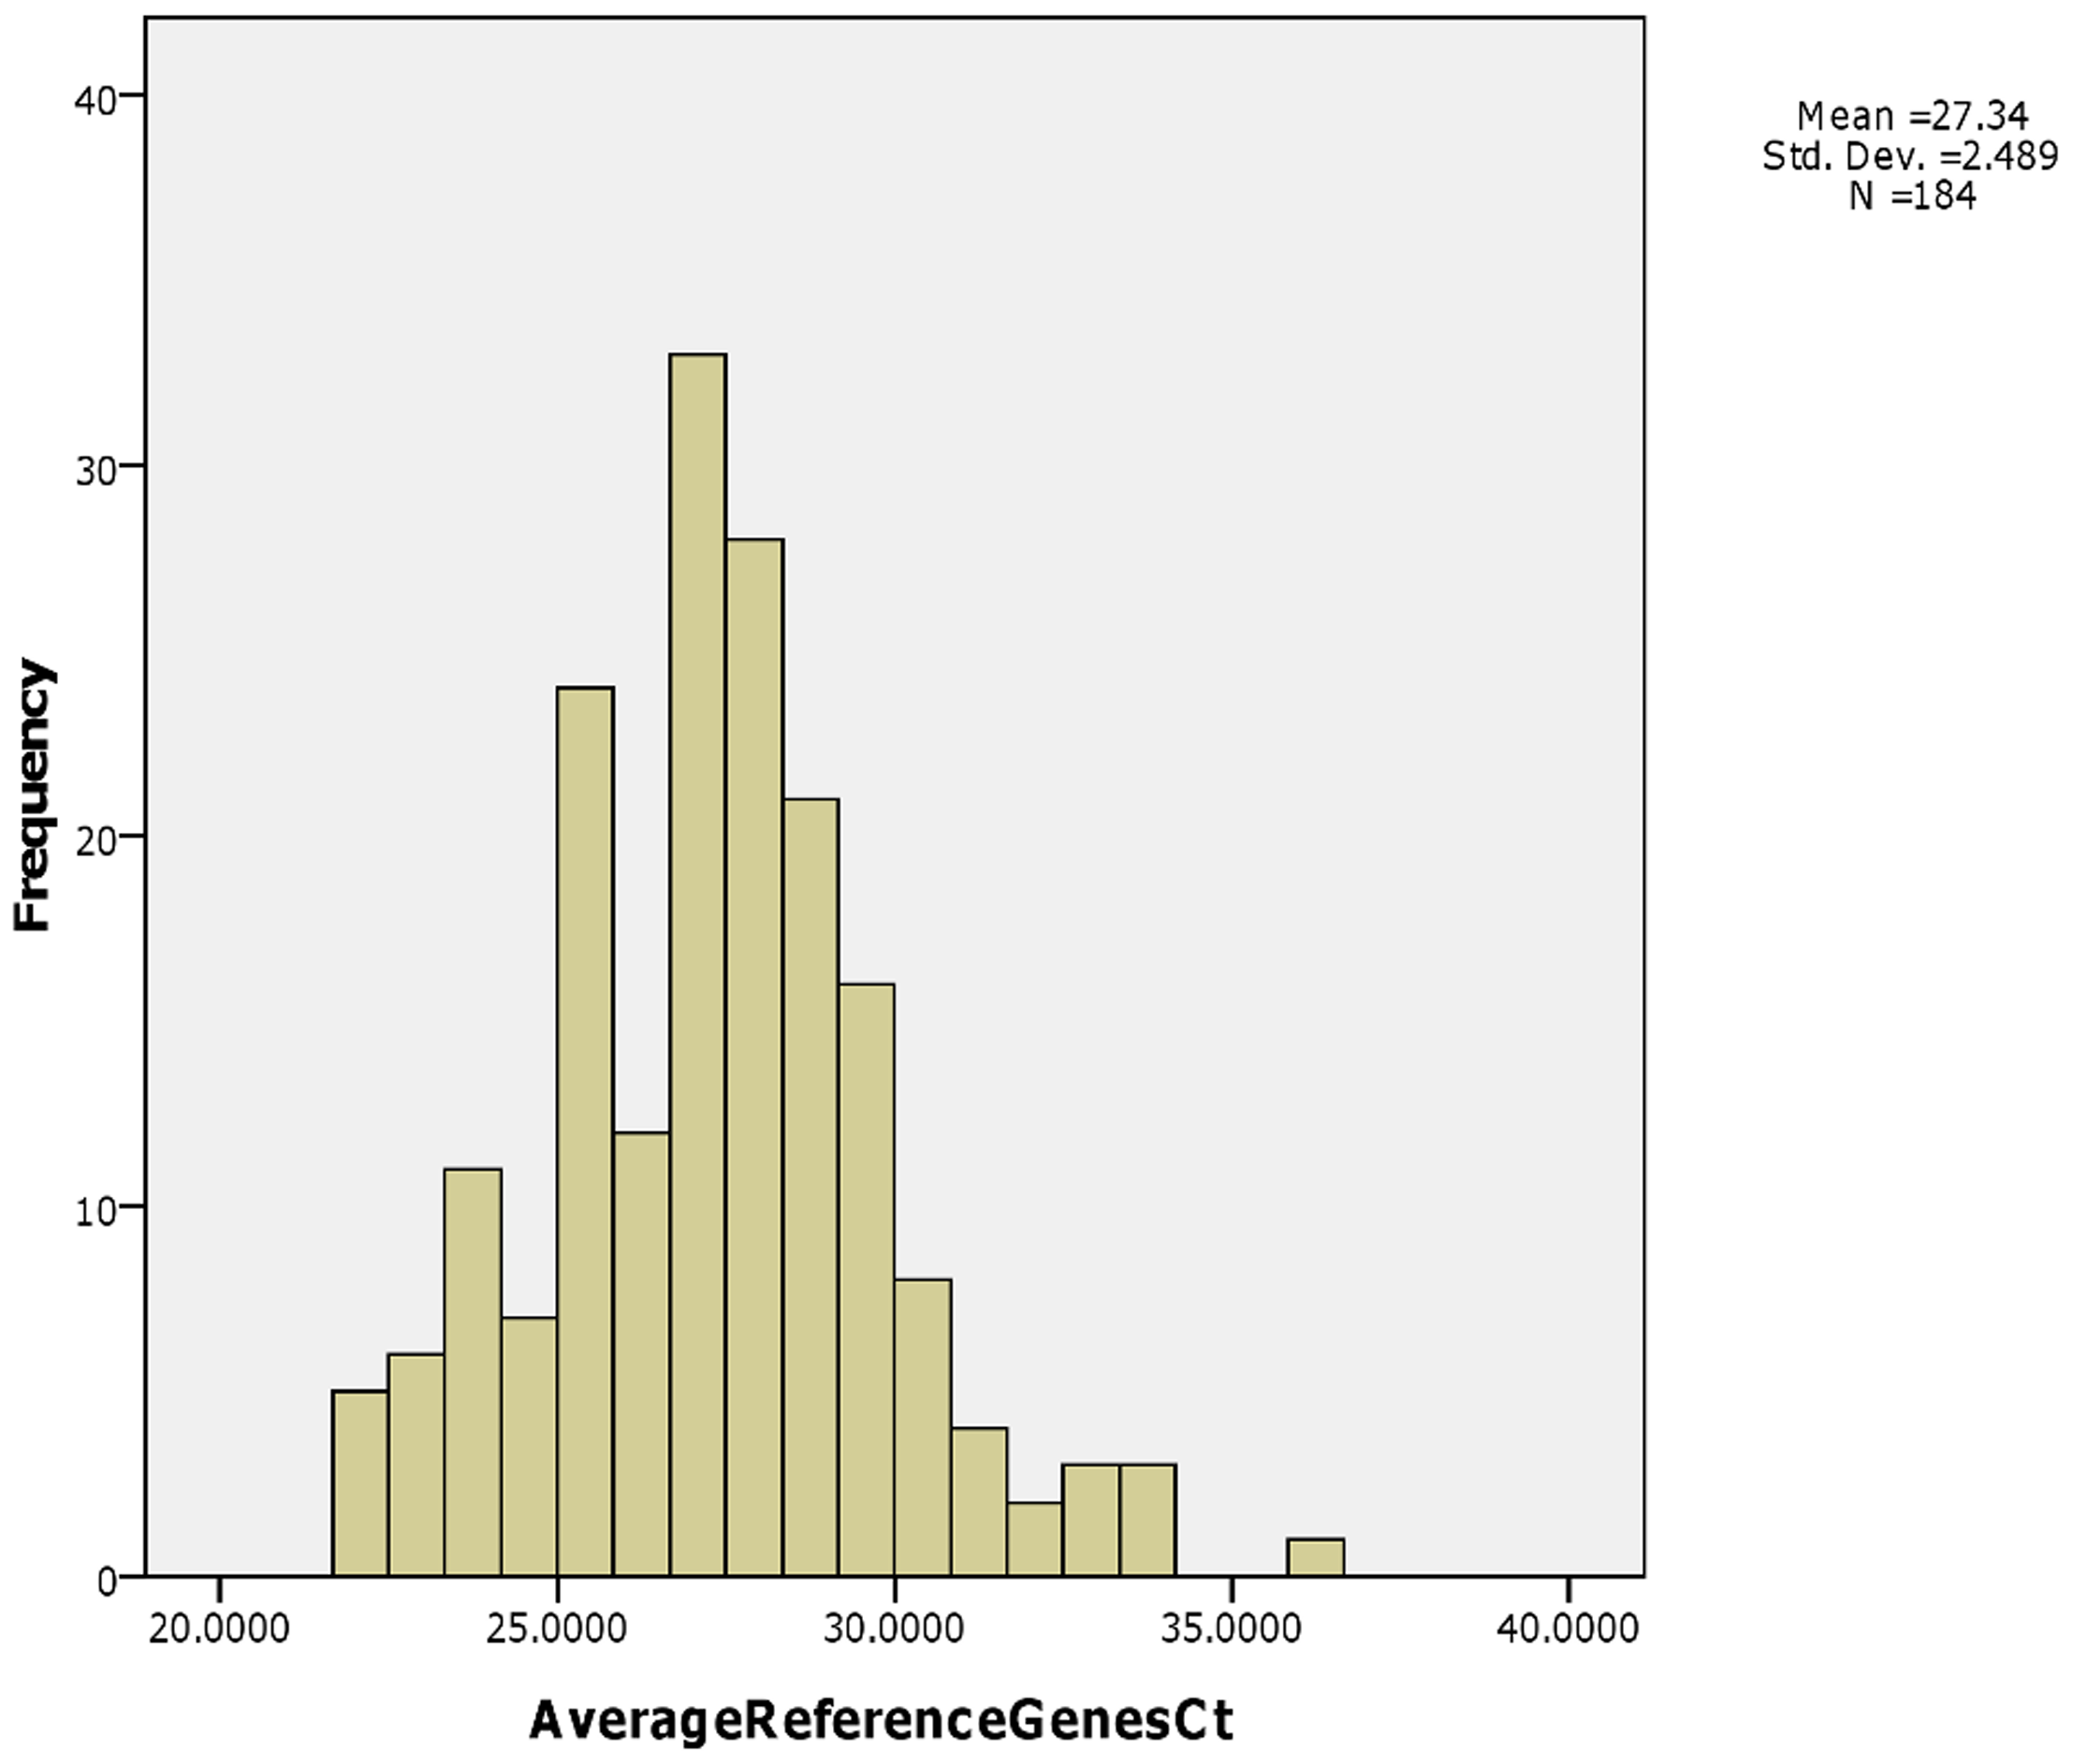 40
30
20
10
0
Frequency
20.0000 25.0000 30.0000 35.0000 40.0000
AverageReferenceGenesCt
Mean =27.34
Std. Dev. =2.489
N =184